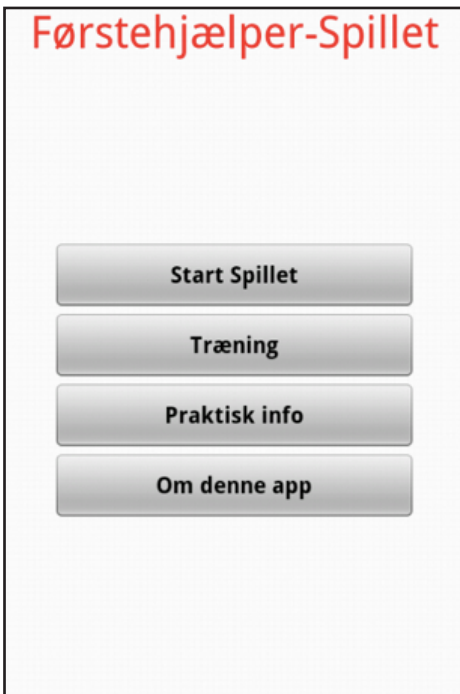 Førstehjælper-Spillet
Start Spillet
Træning
Praktisk info
Om denne app